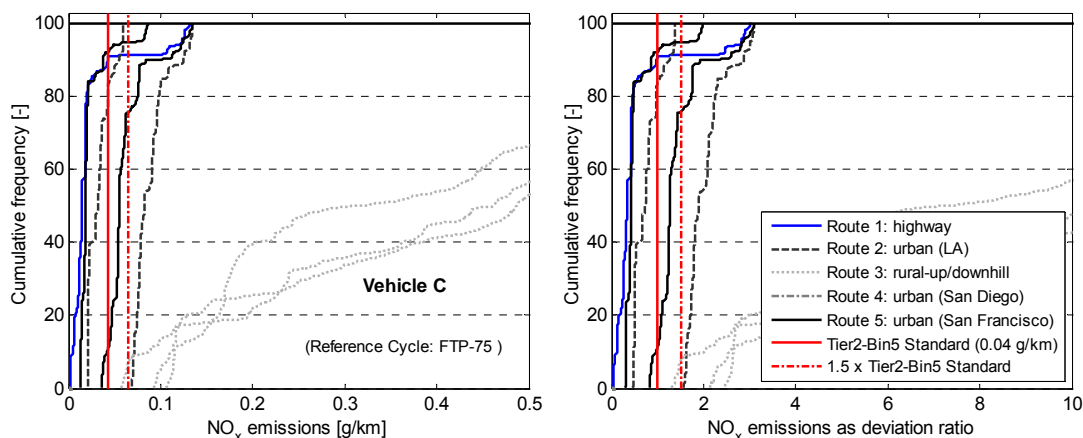 100
80
60
40
20
0
Cumulative frequency [-]
0
0.1
0.2
0.3
0.4
0.5
NOx emissions [g/km]
Vehicle C
(Reference Cycle: FTP-75 )
100
80
60
40
20
0
Cumulative frequency [-]
0
2
4
6
8
10
NOx emissions as deviation ratio
Route 1: highway
Route 2: urban (LA)
Route 3: rural-up/downhill
Route 4: urban (San Diego)
Route 5: urban (San Francisco)
Tier2-Bin5 Standard (0.04 g/km)
1.5 x Tier2-Bin5 Standard